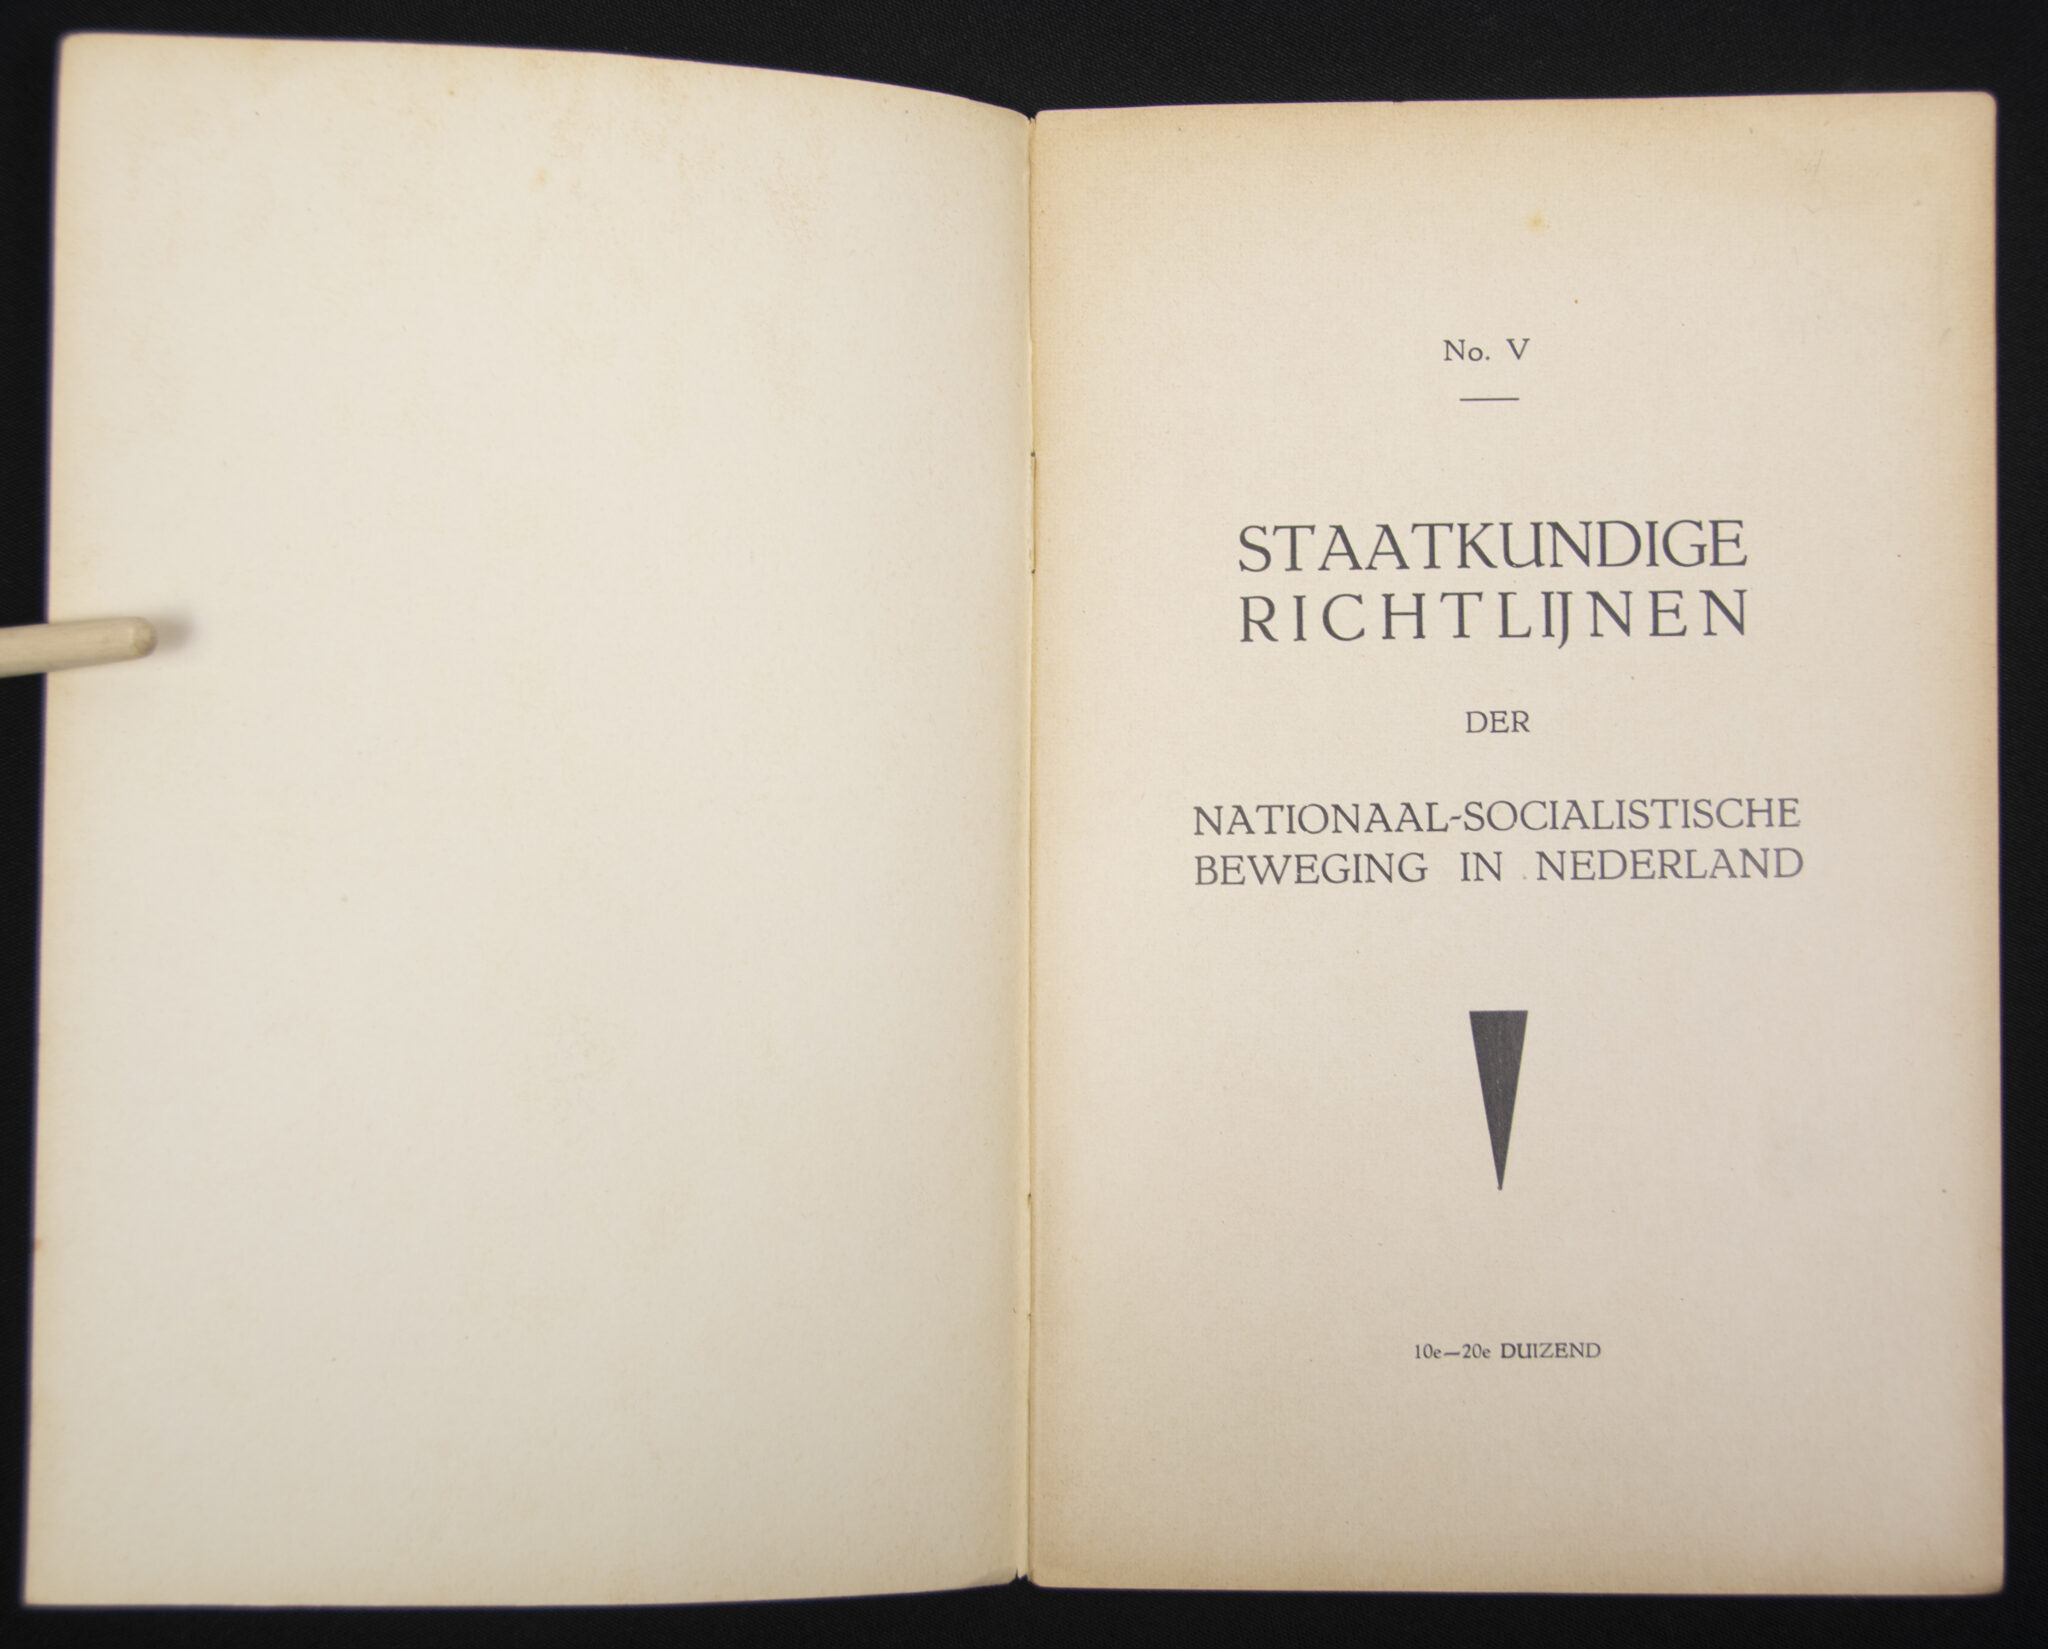 No. V
STAATKUNDIGE
RICHTLIJNEN
DER
NATIONAAL-SOCIALISTISCHE
BEWEGING IN NEDERLAND
10e—20e DUIZEND